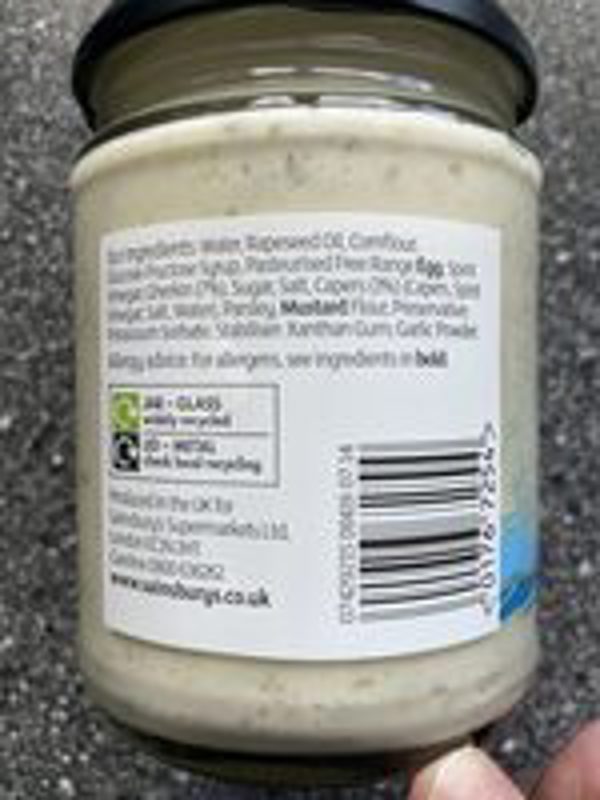 Ingredients: Water, Rapeseed Oil, Cornflour,
Glucose-Fructose Syrup, Pasteurised Free Range Egg, Spirit
Vinegar, Gherkin (7%), Sugar, Salt, Capers (3%) (Capers, Spirit
Vinegar, Salt, Water), Parsley, Mustard Flour, Preservative:
Potassium Sorbate; Stabiliser: Xanthan Gum; Garlic Powder.
Allergy advice: For allergens, see ingredients in bold.
JAR - GLASS
widely recycled
LID - METAL
check local recycling
Produced in the UK for
Sainsbury's Supermarkets Ltd.
London EC1N 2HT
Careline 0800 636262
www.sainsburys.co.uk